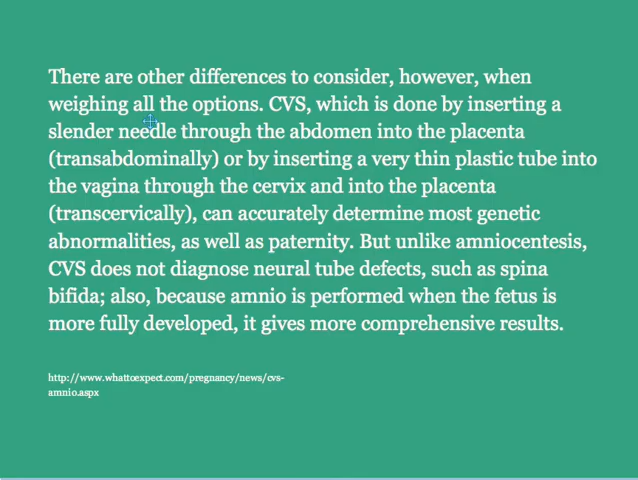 There are other differences to consider, however, when
weighing all the options. CVS, which is done by inserting a
slender needle through the abdomen into the placenta
(transabdominally) or by inserting a very thin plastic tube into
the vagina through the cervix and into the placenta
(transcervically), can accurately determine most genetic
abnormalities, as well as paternity. But unlike amniocentesis,
CVS does not diagnose neural tube defects, such as spina
bifida; also, because amnio is performed when the fetus is
more fully developed, it gives more comprehensive results.
http://www.whattoexpect.com/pregnancy/news/cvs-
amnio.aspx